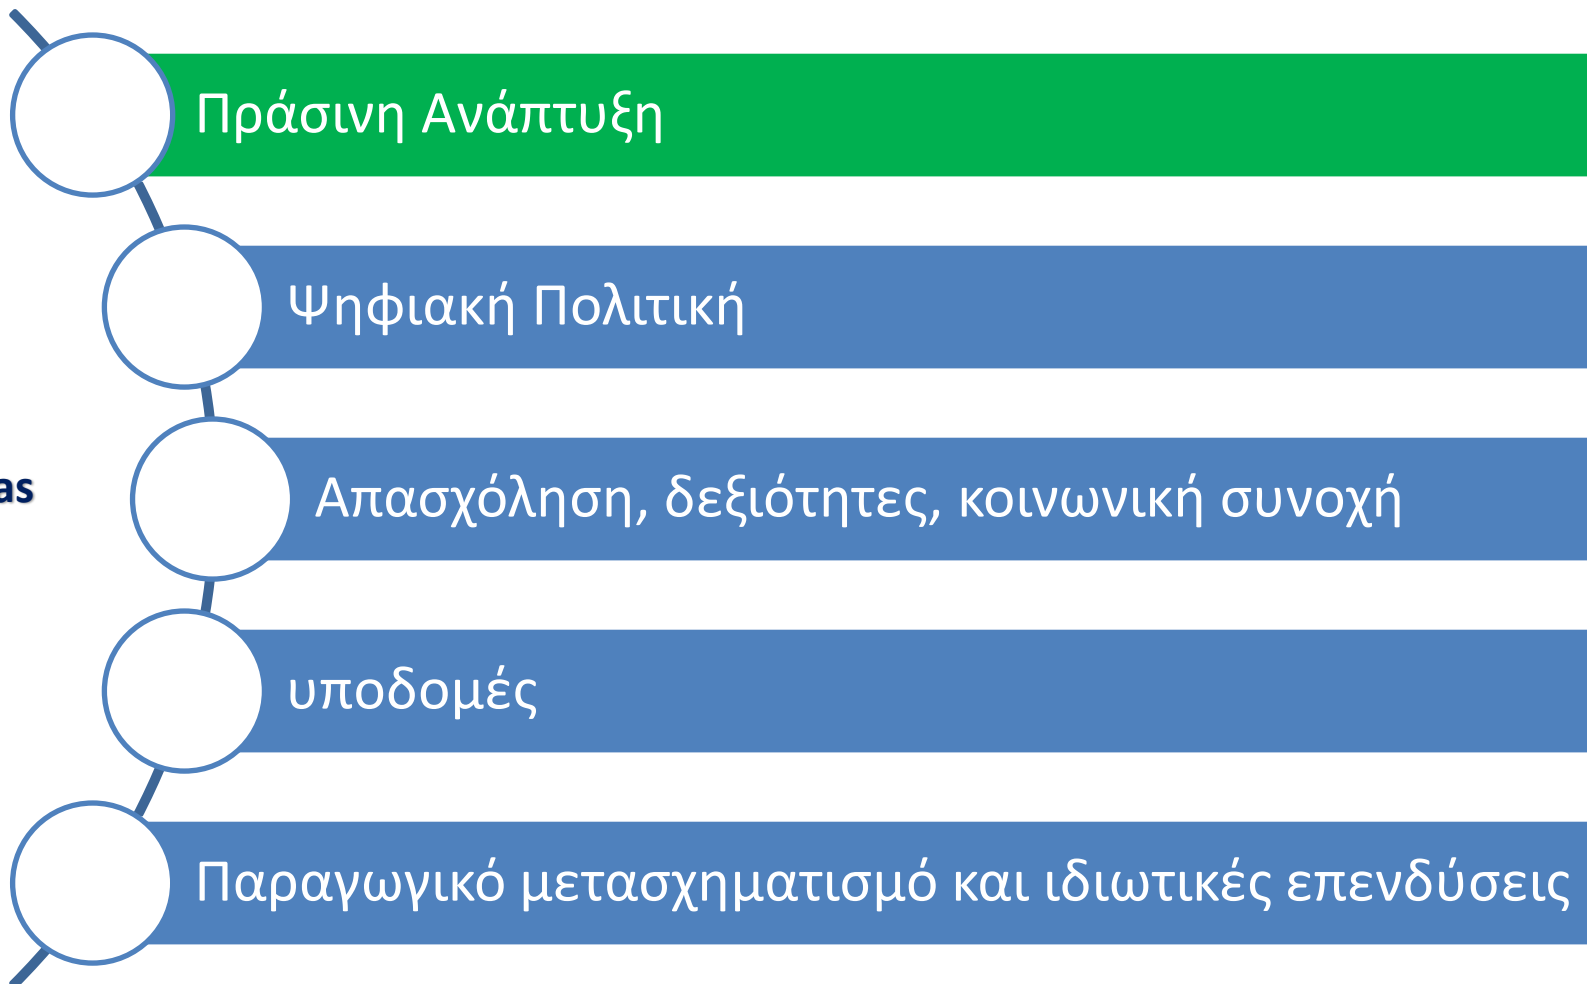 Πράσινη Ανάπτυξη
Ψηφιακή Πολιτική
as
Απασχόληση, δεξιότητες, κοινωνική συνοχή
υποδομές
Παραγωγικό μετασχηματισμό και ιδιωτικές επενδύσεις